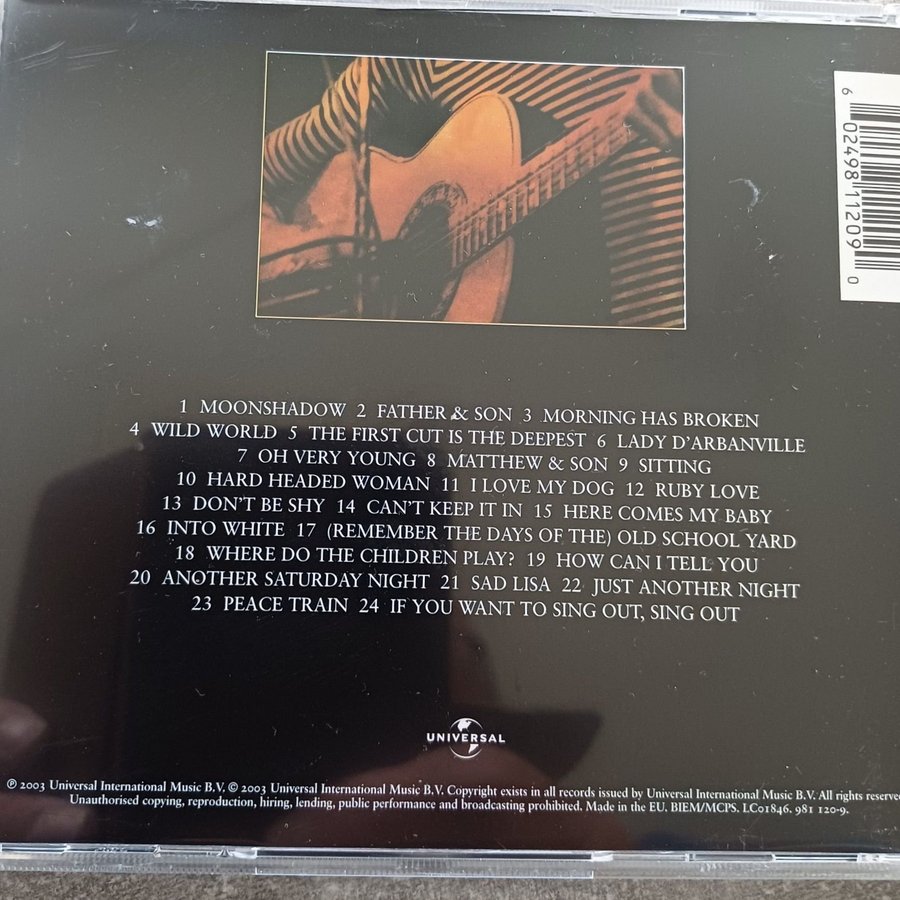 6 02498 11209 0
1 MOONSHADOW 2 FATHER & SON 3 MORNING HAS BROKEN
4 WILD WORLD 5 THE FIRST CUT IS THE DEEPEST 6 LADY D'ARBANVILLE
7 OH VERY YOUNG 8 MATTHEW & SON 9 SITTING
10 HARD HEADED WOMAN 11 I LOVE MY DOG 12 RUBY LOVE
13 DON'T BE SHY 14 CAN'T KEEP IT IN 15 HERE COMES MY BABY
16 INTO WHITE 17 (REMEMBER THE DAYS OF THE) OLD SCHOOL YARD
18 WHERE DO THE CHILDREN PLAY? 19 HOW CAN I TELL YOU
20 ANOTHER SATURDAY NIGHT 21 SAD LISA 22 JUST ANOTHER NIGHT
23 PEACE TRAIN 24 IF YOU WANT TO SING OUT, SING OUT
UNIVERSAL
℗ 2003 Universal International Music B.V. © 2003 Universal International Music B.V. Copyright exists in all records issued by Universal International Music B.V. All rights reserved
Unauthorised copying, reproduction, hiring, lending, public performance and broadcasting prohibited. Made in the EU. BIEM/MCPS. LC01846. 981 120-9.